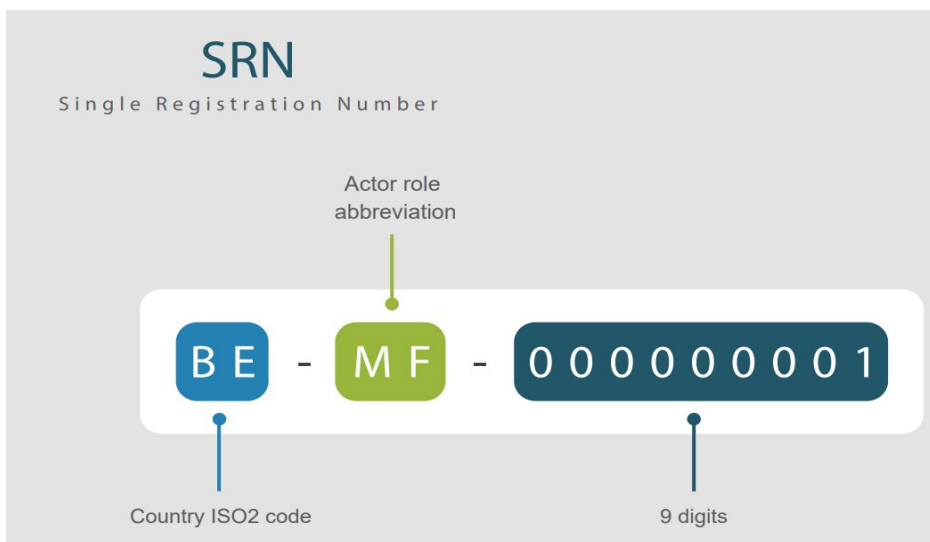 SRN
Single Registration Number
Actor role
abbreviation
BE - MF - 000000001
Country ISO2 code
9 digits